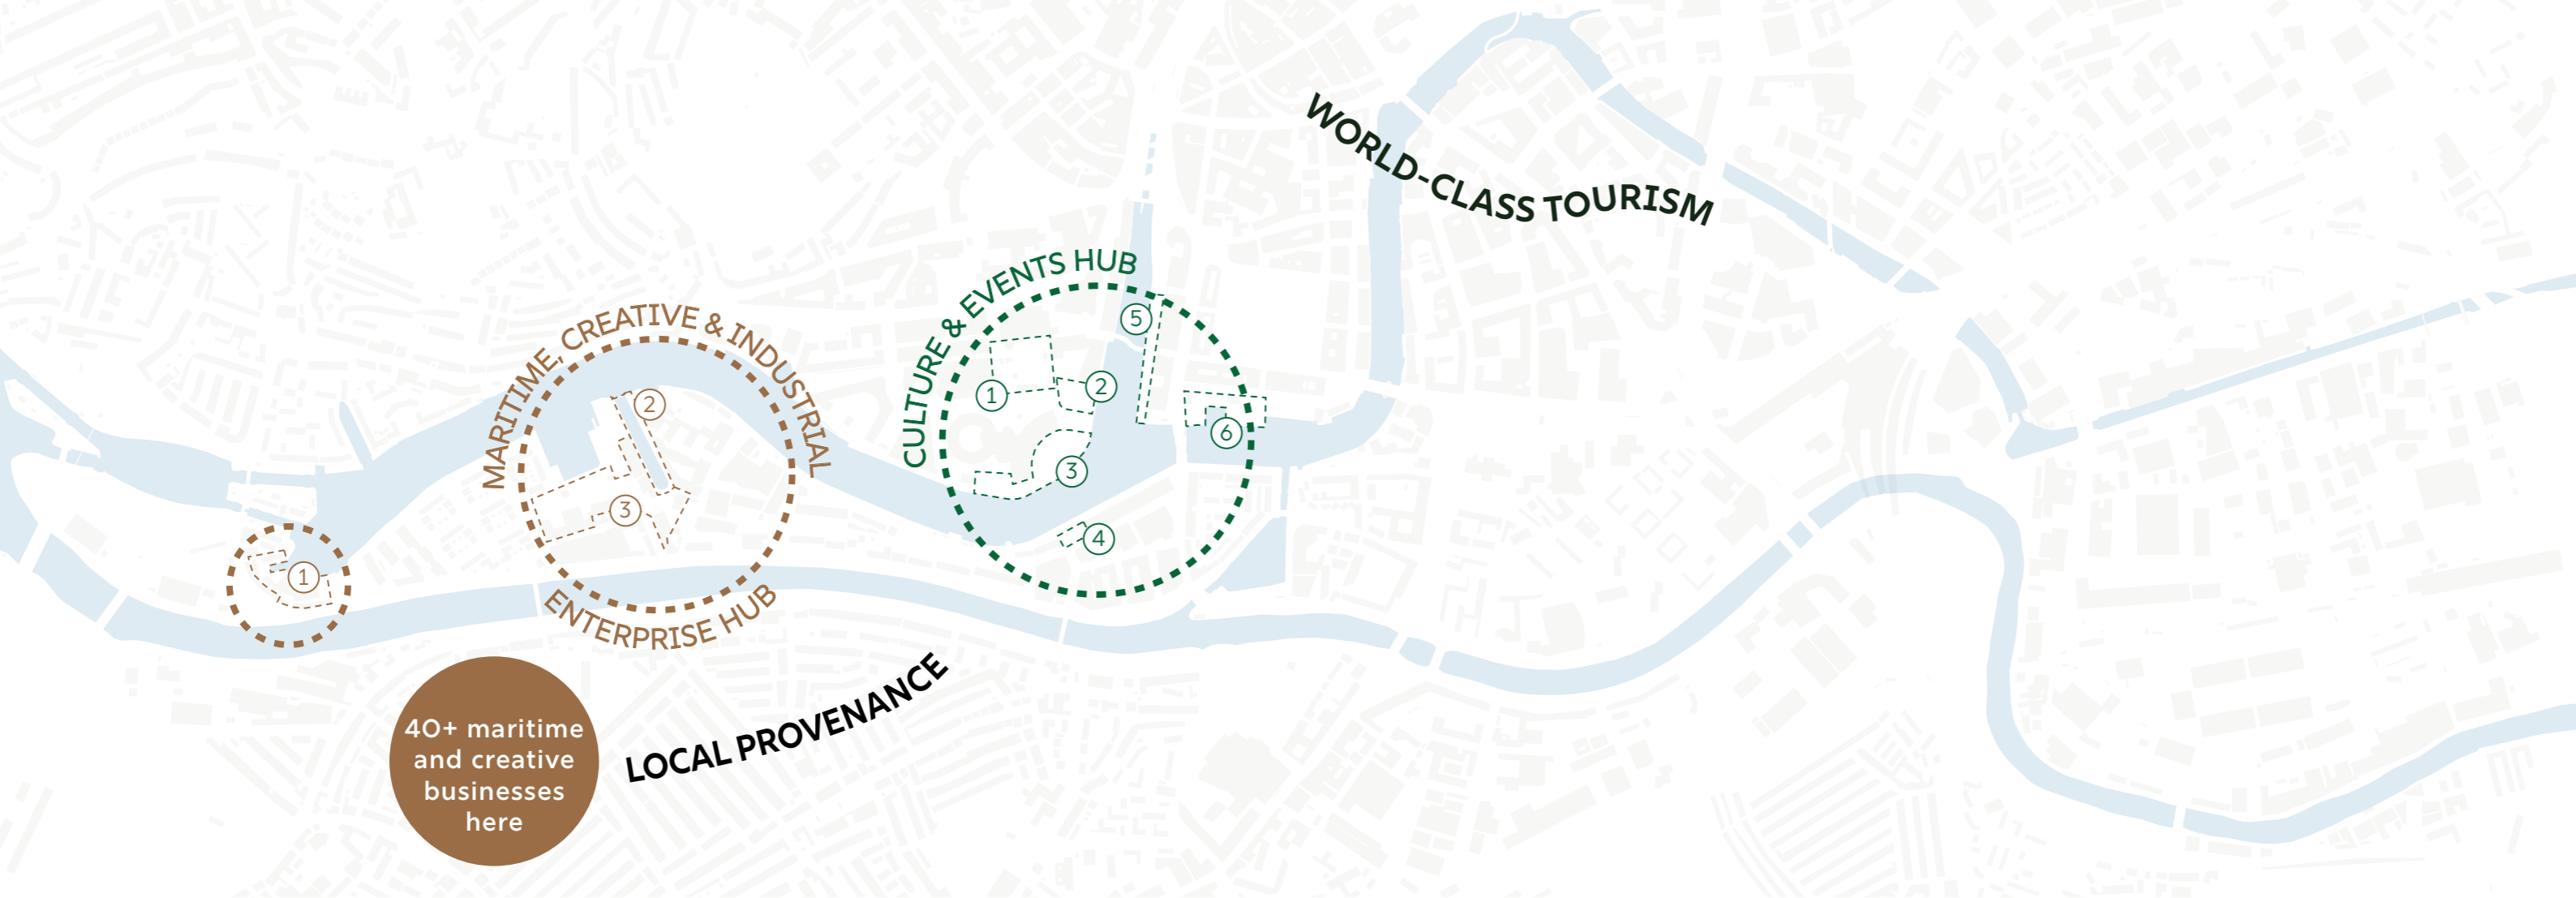 WORLD-CLASS TOURISM
CULTURE & EVENTS HUB
5
1
2
6
3
4
MARITIME, CREATIVE & INDUSTRIAL
2
3
1
ENTERPRISE HUB
LOCAL PROVENANCE
40+ maritime
and creative
businesses
here